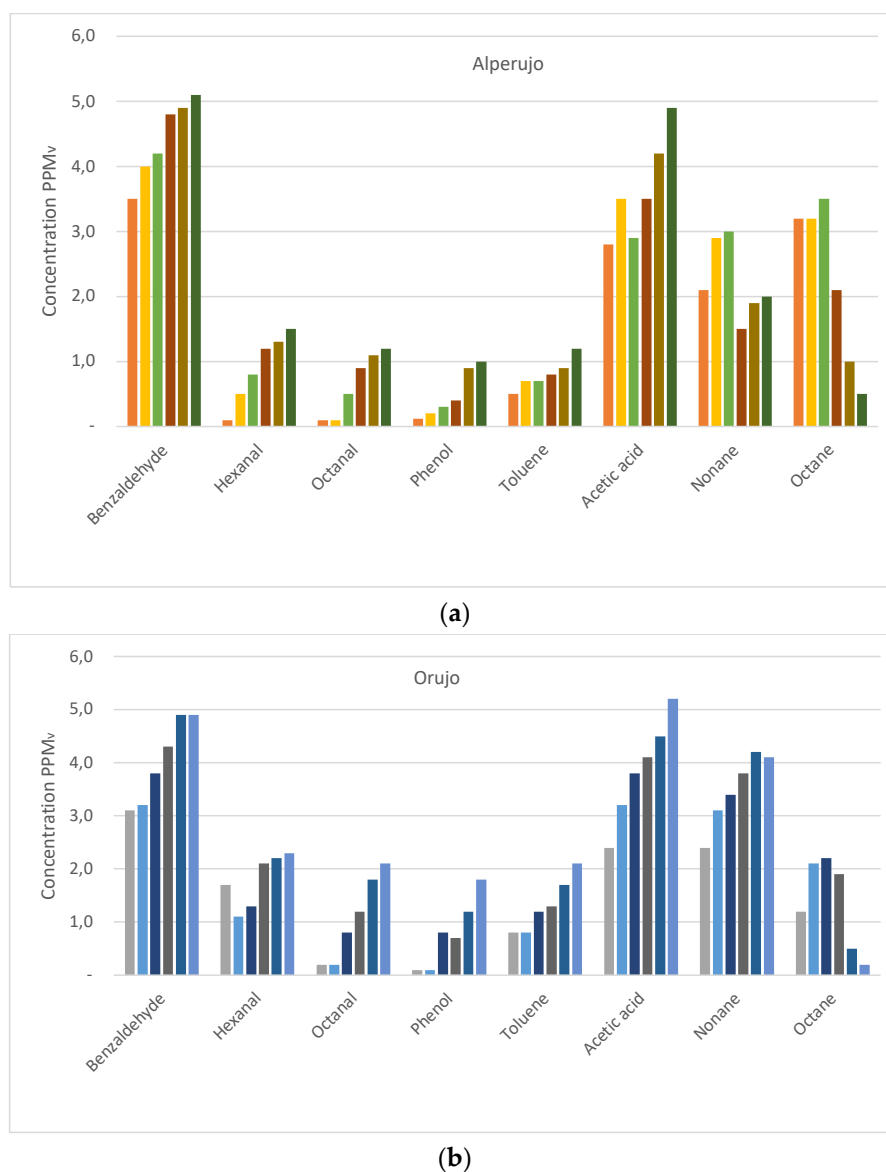 6,0
Alperujo
5,0
4,0
3,0
2,0
1,0
-
Concentration PPMv
Benzaldehyde
Hexanal
Octanal
Phenol
Toluene
Acetic acid
Nonane
Octane
(a)
6,0
Orujo
5,0
4,0
3,0
2,0
1,0
-
Concentration PPMv
Benzaldehyde
Hexanal
Octanal
Phenol
Toluene
Acetic acid
Nonane
Octane
(b)